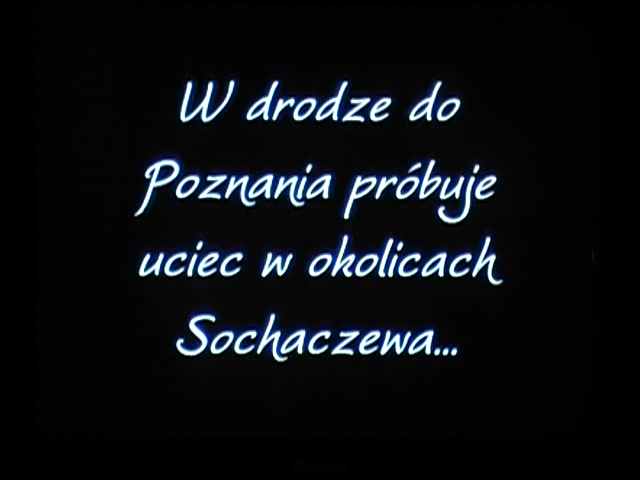 W drodze do
Poznania próbuje
uciec w okolicach
Sochaczewa...